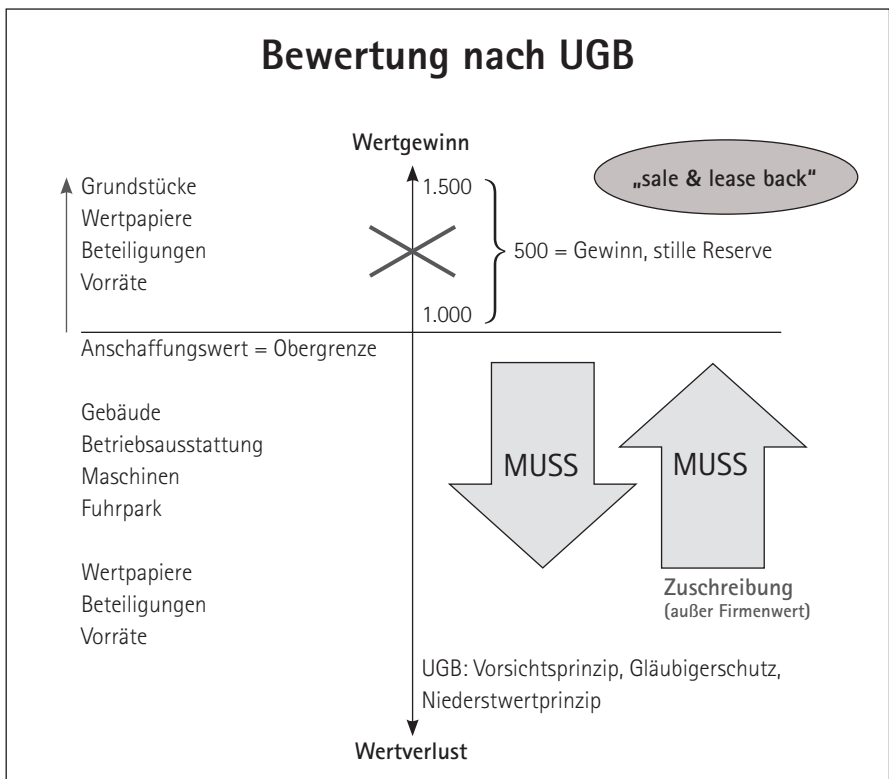 Bewertung nach UGB
Wertgewinn
„sale & lease back“
Grundstücke
Wertpapiere
Beteiligungen
Vorräte
1.500
500 = Gewinn, stille Reserve
1.000
Anschaffungswert = Obergrenze
Gebäude
Betriebsausstattung
Maschinen
Fuhrpark
MUSS
MUSS
Wertpapiere
Beteiligungen
Vorräte
Zuschreibung
(außer Firmenwert)
UGB: Vorsichtsprinzip, Gläubigerschutz,
Niederstwertprinzip
Wertverlust